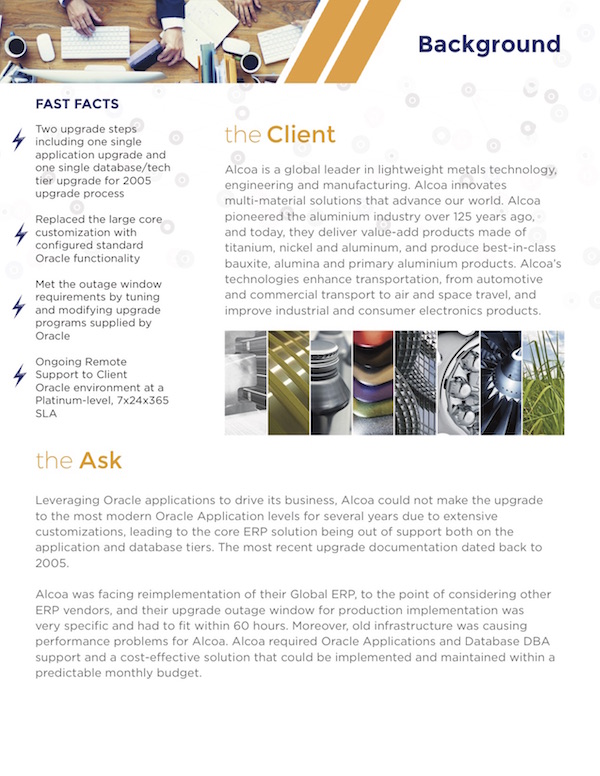 Background
FAST FACTS
Two upgrade steps
including one single
application upgrade and
one single database/tech
tier upgrade for 2005
upgrade process
Replaced the large core
customization with
configured standard
Oracle functionality
Met the outage window
requirements by tuning
and modifying upgrade
programs supplied by
Oracle
Ongoing Remote
Support to Client
Oracle environment at a
Platinum-level, 7x24x365
SLA
the Client
Alcoa is a global leader in lightweight metals technology,
engineering and manufacturing. Alcoa innovates
multi-material solutions that advance our world. Alcoa
pioneered the aluminium industry over 125 years ago,
and today, they deliver value-add products made of
titanium, nickel and aluminum, and produce best-in-class
bauxite, alumina and primary aluminium products. Alcoa's
technologies enhance transportation, from automotive
and commercial transport to air and space travel, and
improve industrial and consumer electronics products.
the Ask
Leveraging Oracle applications to drive its business, Alcoa could not make the upgrade
to the most modern Oracle Application levels for several years due to extensive
customizations, leading to the core ERP solution being out of support both on the
application and database tiers. The most recent upgrade documentation dated back to
2005.
Alcoa was facing reimplementation of their Global ERP, to the point of considering other
ERP vendors, and their upgrade outage window for production implementation was
very specific and had to fit within 60 hours. Moreover, old infrastructure was causing
performance problems for Alcoa. Alcoa required Oracle Applications and Database DBA
support and a cost-effective solution that could be implemented and maintained within a
predictable monthly budget.